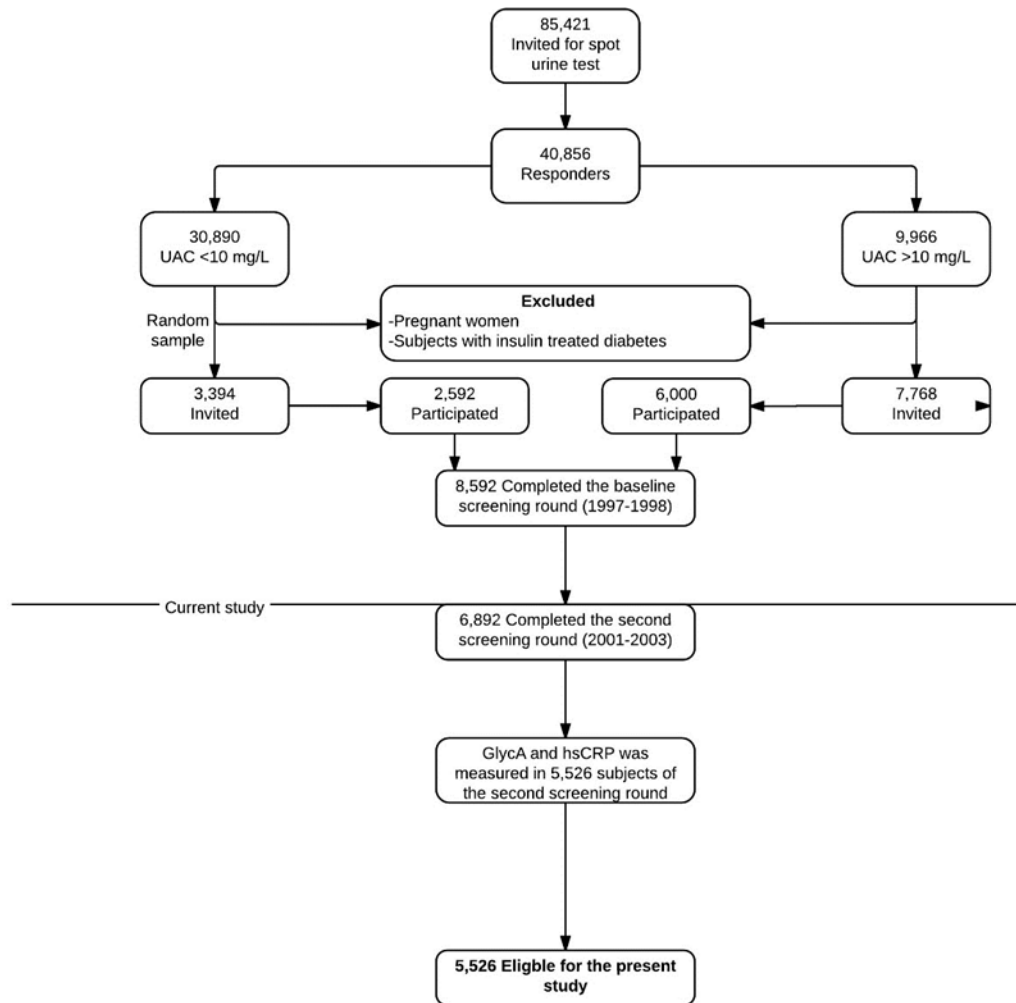 85,421
Invited for spot
urine test
40,856
Responders
30,890
UAC <10 mg/L
9,966
UAC >10 mg/L
Excluded
-Pregnant women
-Subjects with insulin treated diabetes
Random
sample
3,394
Invited
2,592
Participated
6,000
Participated
7,768
Invited
8,592 Completed the baseline
screening round (1997-1998)
Current study
6,892 Completed the second
screening round (2001-2003)
GlycA and hsCRP was
measured in 5,526 subjects of
the second screening round
5,526 Eligble for the present
study